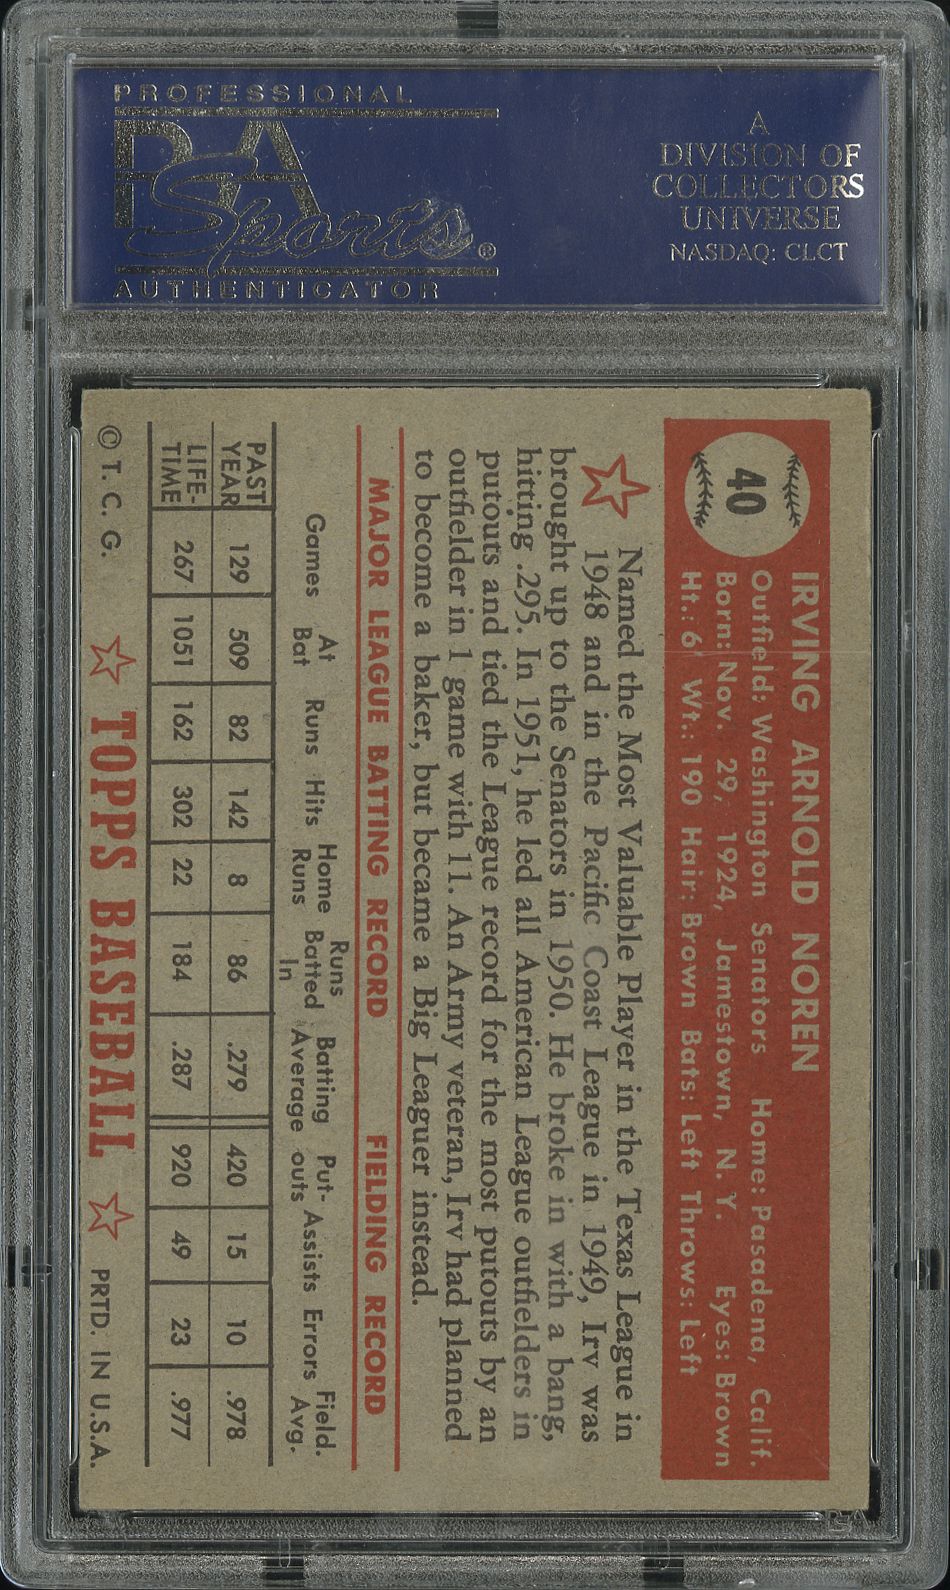 PROFESSIONAL
PSA
Sports®
AUTHENTICATOR
A
DIVISION OF
COLLECTORS
UNIVERSE
NASDAQ: CLCT
40
IRVING ARNOLD NOREN
Outfield: Washington Senators Home: Pasadena, Calif.
Born: Nov. 29, 1924, Jamestown, N. Y. Eyes: Brown
Ht.: 6' Wt.: 190 Hair: Brown Bats: Left Throws: Left
Named the Most Valuable Player in the Texas League in
1948 and in the Pacific Coast League in 1949, Irv was
brought up to the Senators in 1950. He broke in with a bang,
hitting .295. In 1951, he led all American League outfielders in
putouts and tied the League record for the most putouts by an
outfielder in 1 game with 11. An Army veteran, Irv had planned
to become a baker, but became a Big Leaguer instead.
MAJOR LEAGUE BATTING RECORD FIELDING RECORD
Games At Bat Runs Hits Home Runs Runs Batted In Batting Average Put-outs Assists Errors Field. Avg.
PAST YEAR 129 509 82 142 8 86 .279 420 15 10 .978
LIFE-TIME 267 1051 162 302 22 184 .287 920 49 23 .977
© T. C. G. TOPPS BASEBALL PRTD. IN U.S.A.